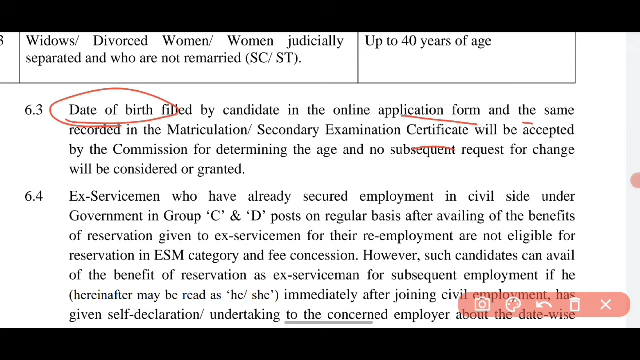 3
Widows/ Divorced Women/ Women judicially Up to 40 years of age
separated and who are not remarried (SC/ ST).
6.3 Date of birth filled by candidate in the online application form and the same
recorded in the Matriculation/ Secondary Examination Certificate will be accepted
by the Commission for determining the age and no subsequent request for change
will be considered or granted.
6.4 Ex-Servicemen who have already secured employment in civil side under
Government in Group ‘C’ & ‘D’ posts on regular basis after availing of the benefits
of reservation given to ex-servicemen for their re-employment are not eligible for
reservation in ESM category and fee concession. However, such candidates can avail
of the benefit of reservation as ex-serviceman for subsequent employment if he
(hereinafter may be read as ‘he/ she’) immediately after joining civil employment, has
given self-declaration/ undertaking to the concerned employer about the date-wise